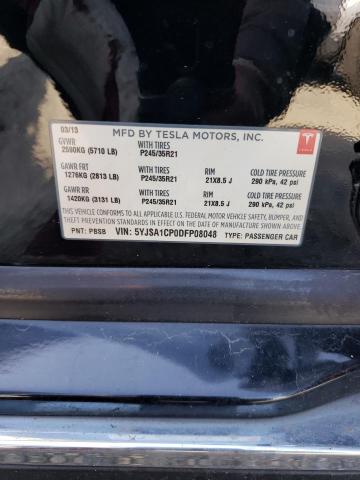 03/13
MFD BY TESLA MOTORS, INC.
GVWR
2590KG (5710 LB)
WITH TIRES
P245/35R21
GAWR FRT
1276KG (2813 LB)
WITH TIRES
P245/35R21
RIM
21X8.5 J
COLD TIRE PRESSURE
290 kPa, 42 psi
GAWR RR
1420KG (3131 LB)
WITH TIRES
P245/35R21
RIM
21X8.5 J
COLD TIRE PRESSURE
290 kPa, 42 psi
THIS VEHICLE CONFORMS TO ALL APPLICABLE U.S. FEDERAL MOTOR VEHICLE SAFETY, BUMPER, AND
THEFT PREVENTION STANDARDS IN EFFECT ON THE DATE OF MANUFACTURE SHOWN ABOVE.
PNT: PBSB VIN: 5YJSA1CP0DFP08048 TYPE: PASSENGER CAR